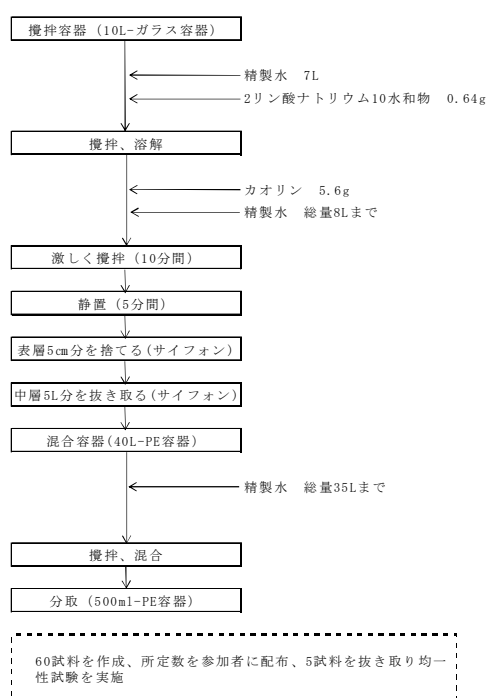 攪拌容器（10L-ガラス容器）
精製水　7L
2リン酸ナトリウム10水和物　0.64g
攪拌、溶解
カオリン　5.6g
精製水　総量8Lまで
激しく攪拌（10分間）
静置（5分間）
表層5㎝分を捨てる(サイフォン)
中層5L分を抜き取る(サイフォン)
混合容器(40L-PE容器)
精製水　総量35Lまで
攪拌、混合
分取（500ml-PE容器）
60試料を作成、所定数を参加者に配布、5試料を抜き取り均一
性試験を実施